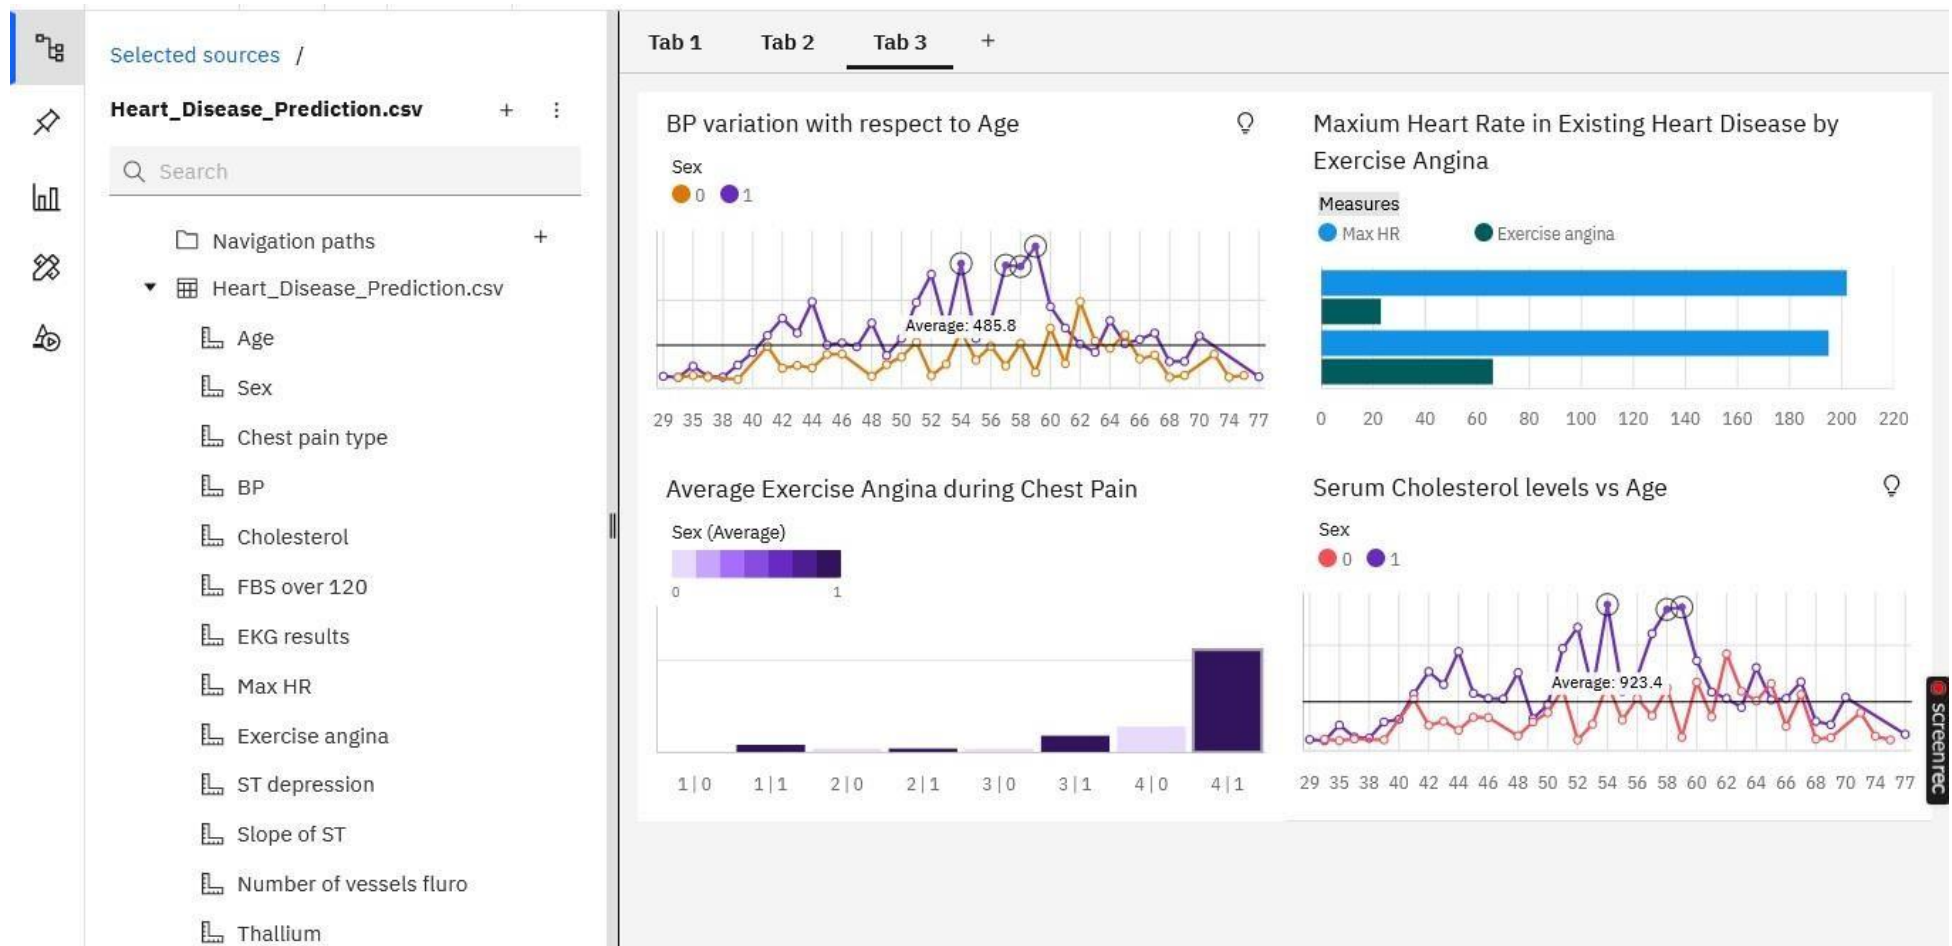 Selected sources /
Heart_Disease_Prediction.csv
Search
Navigation paths
Heart_Disease_Prediction.csv
Age
Sex
Chest pain type
BP
Cholesterol
FBS over 120
EKG results
Max HR
Exercise angina
ST depression
Slope of ST
Number of vessels fluro
Thallium
Tab 1 Tab 2 Tab 3 +
BP variation with respect to Age
Sex
0 1
Average: 485.8
29 35 38 40 42 44 46 48 50 52 54 56 58 60 62 64 66 68 70 74 77
Maxium Heart Rate in Existing Heart Disease by
Exercise Angina
Measures
Max HR Exercise angina
0 20 40 60 80 100 120 140 160 180 200 220
Average Exercise Angina during Chest Pain
Sex (Average)
0 1
1|0 1|1 2|0 2|1 3|0 3|1 4|0 4|1
Serum Cholesterol levels vs Age
Sex
0 1
Average: 923.4
29 35 38 40 42 44 46 48 50 52 54 56 58 60 62 64 66 68 70 74 77
screenrec